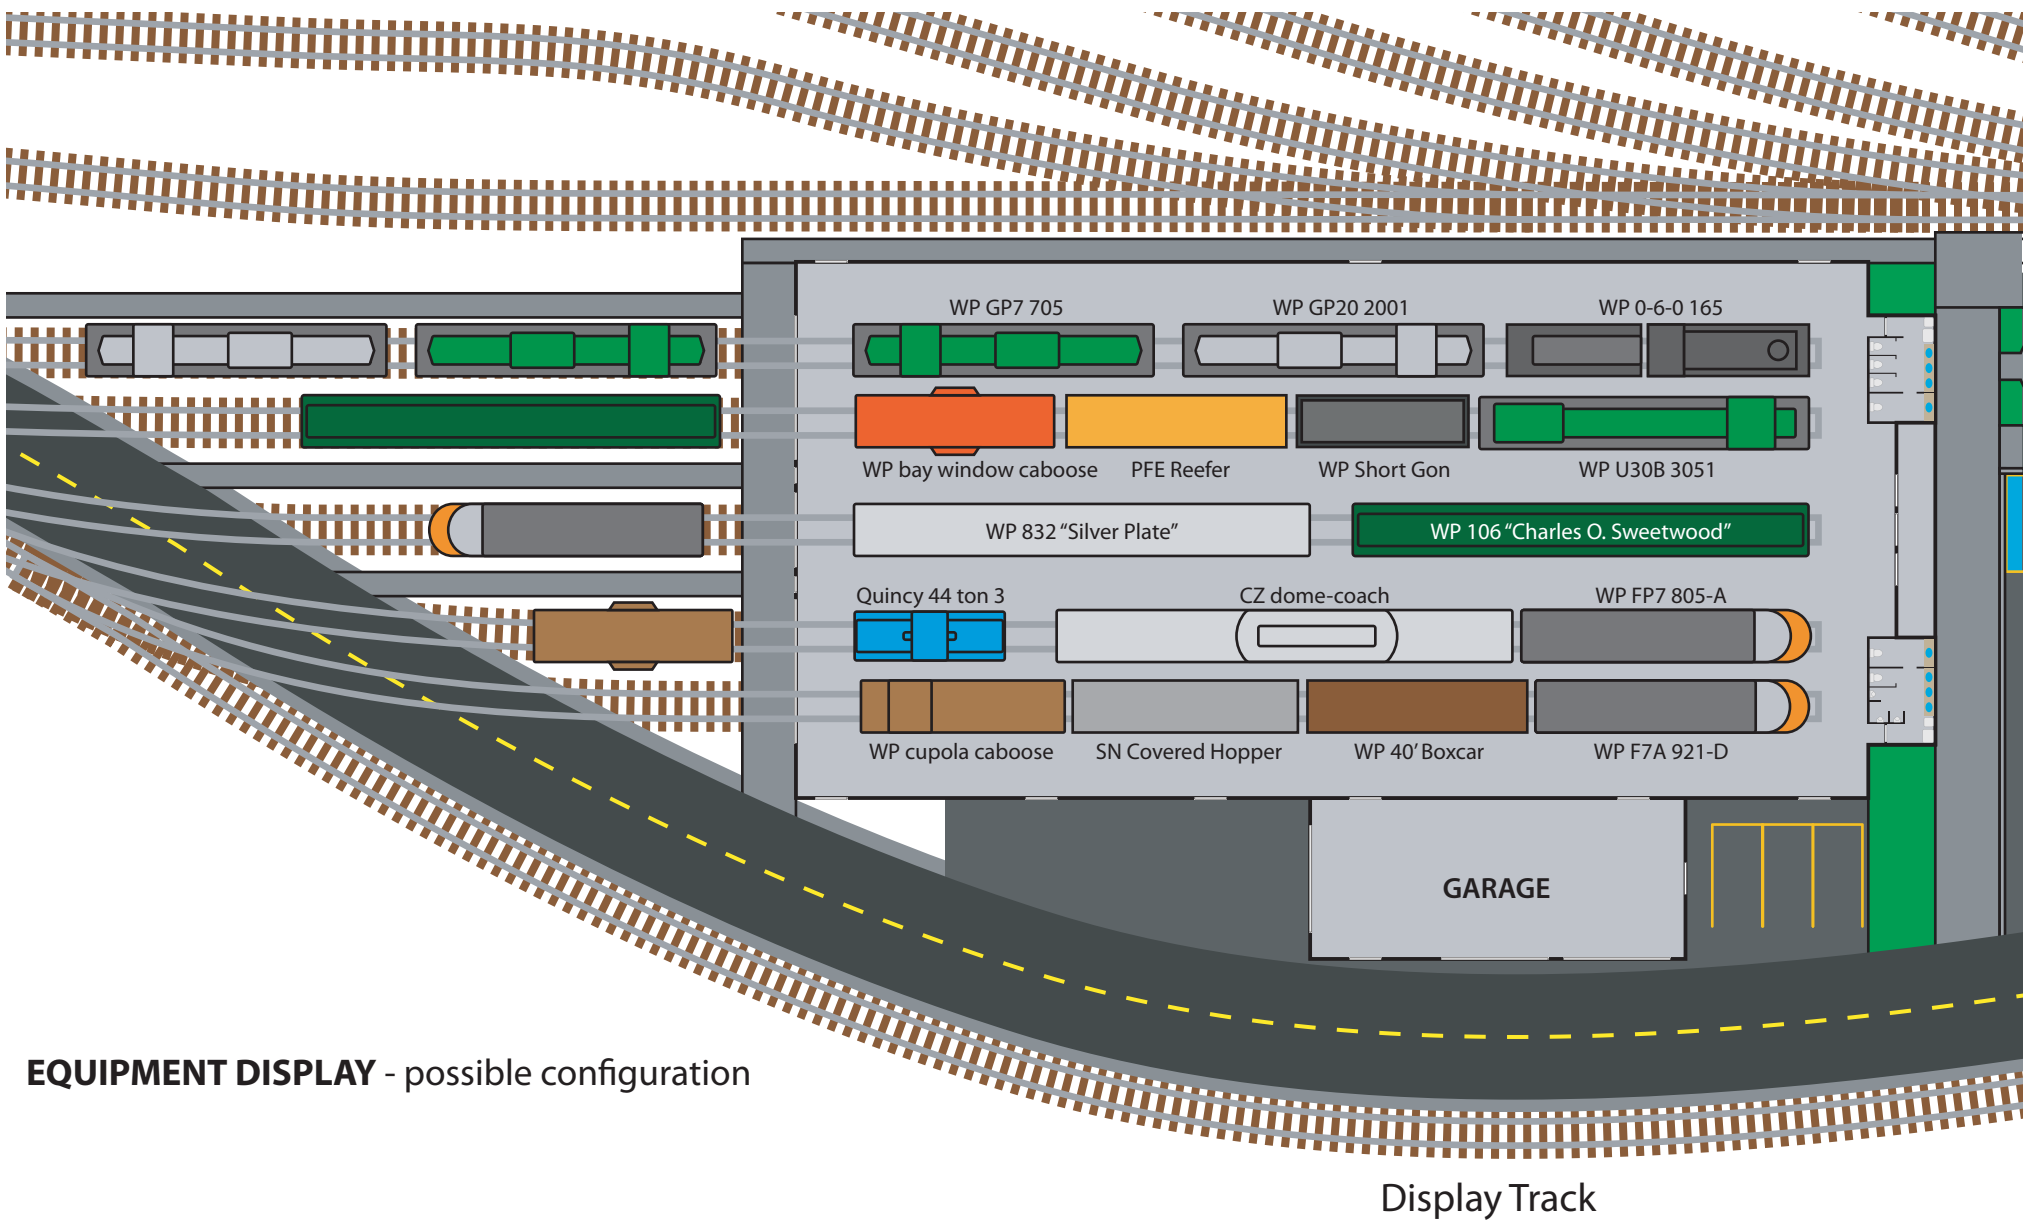 WP GP7 705
WP GP20 2001
WP 0-6-0 165
WP bay window caboose
PFE Reefer
WP Short Gon
WP U30B 3051
WP 832 “Silver Plate”
WP 106 “Charles O. Sweetwood”
Quincy 44 ton 3
CZ dome-coach
WP FP7 805-A
WP cupola caboose
SN Covered Hopper
WP 40’ Boxcar
WP F7A 921-D
GARAGE
EQUIPMENT DISPLAY - possible configuration
Display Track